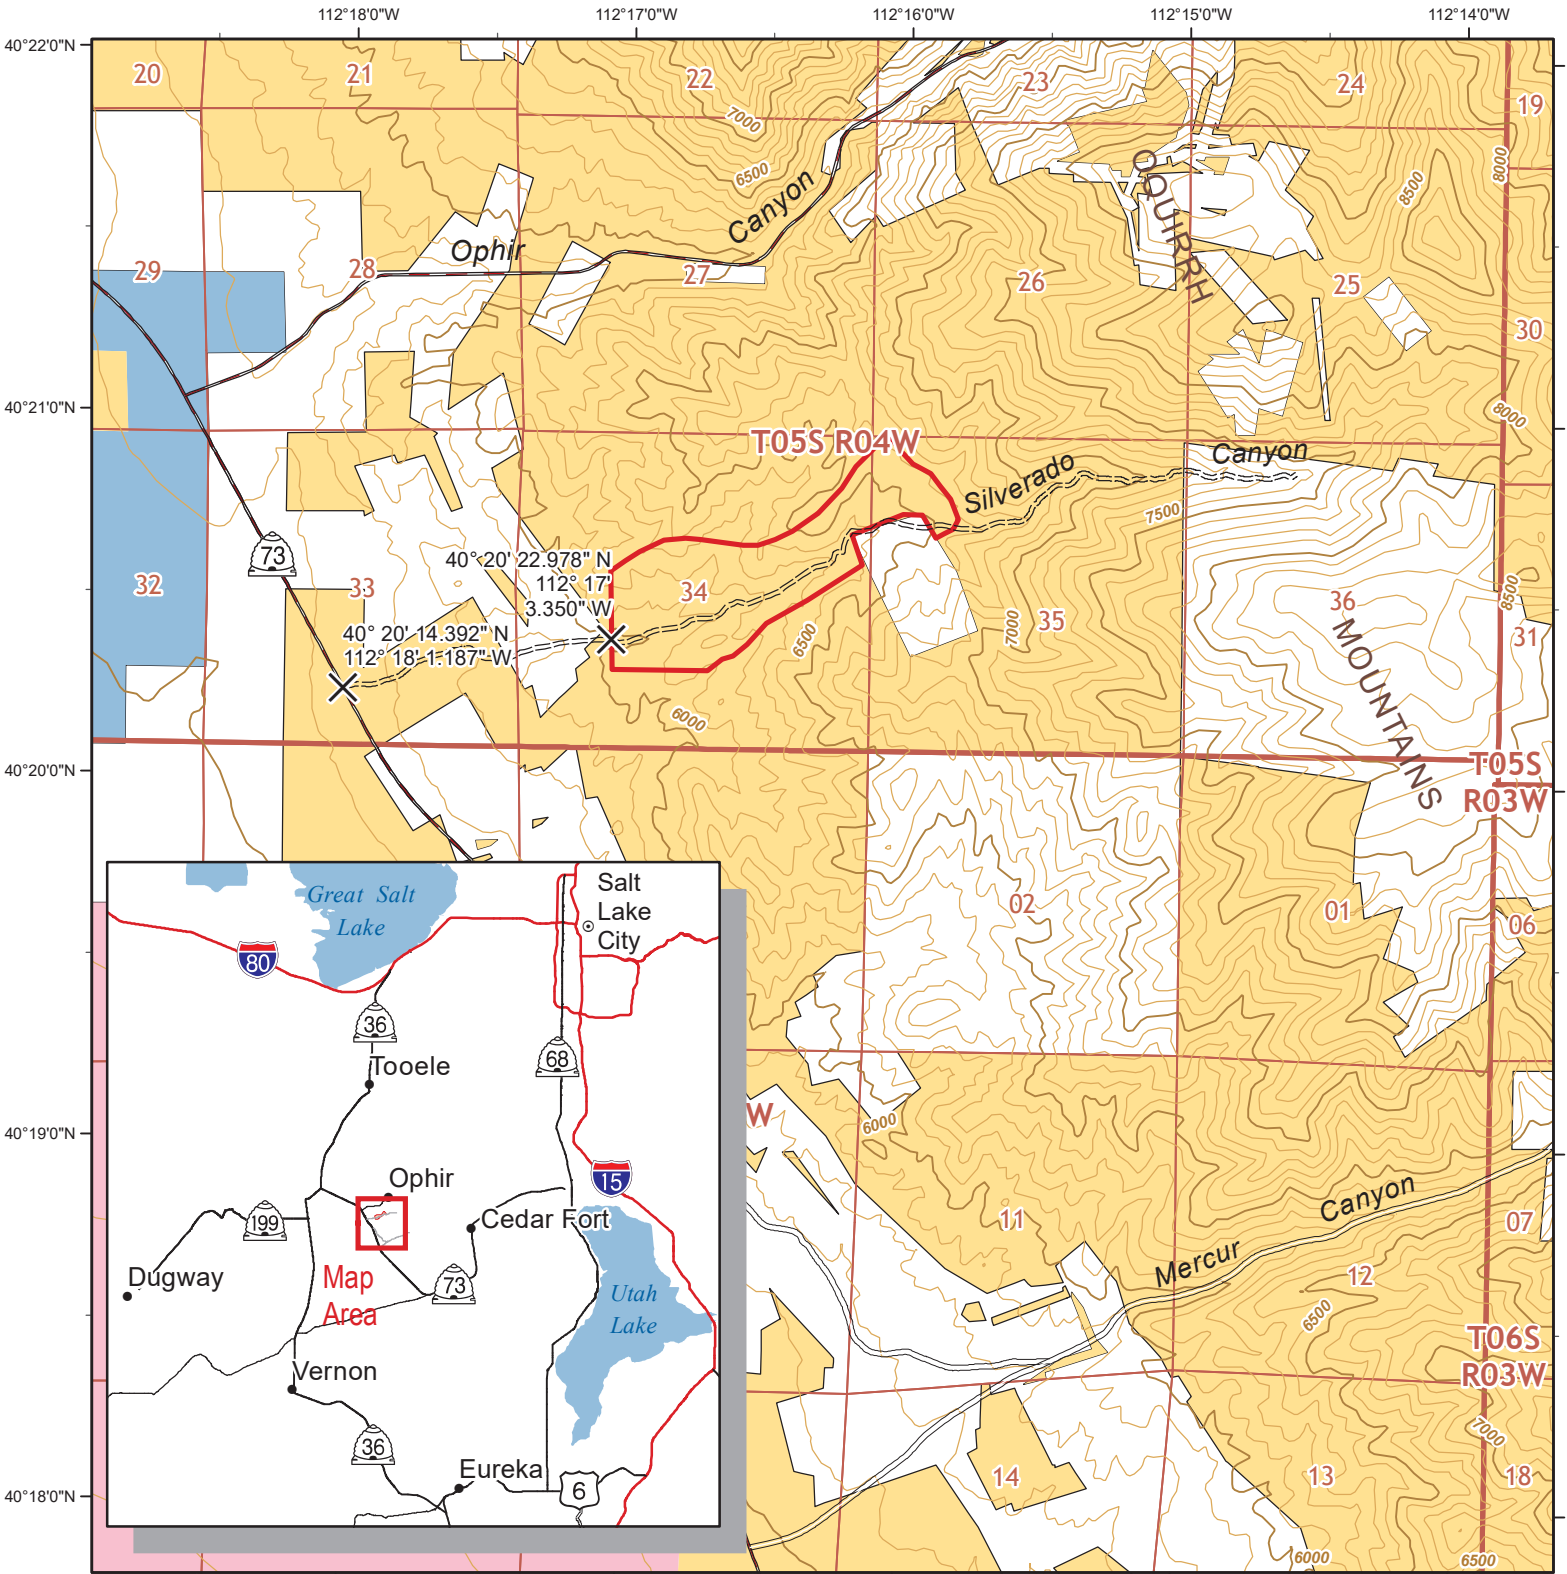 112°18'0"W
112°17'0"W
112°16'0"W
112°15'0"W
112°14'0"W
40°22'0"N
20
21
22
23
24
19
7000
6500
8000
8500
Canyon
OQUIRRH
Ophir
29
28
27
26
25
30
40°21'0"N
8000
T05S R04W
Canyon
Silverado
7500
73
40° 20' 22.978" N
112° 17'
3.350" W
32
33
34
35
36
31
8500
7000
6500
40° 20' 14.392" N
112° 18' 1.187" W
MOUNTAINS
6000
40°20'0"N
T05S
R03W
02
01
06
Great Salt
Lake
Salt
Lake
City
80
36
68
Tooele
40°19'0"N
W
6000
Ophir
15
199
Cedar Fort
Canyon
11
07
Mercur
Dugway
Map
Area
73
Utah
Lake
12
6500
T06S
R03W
Vernon
36
7000
Eureka
6
14
13
18
40°18'0"N
6000
6500